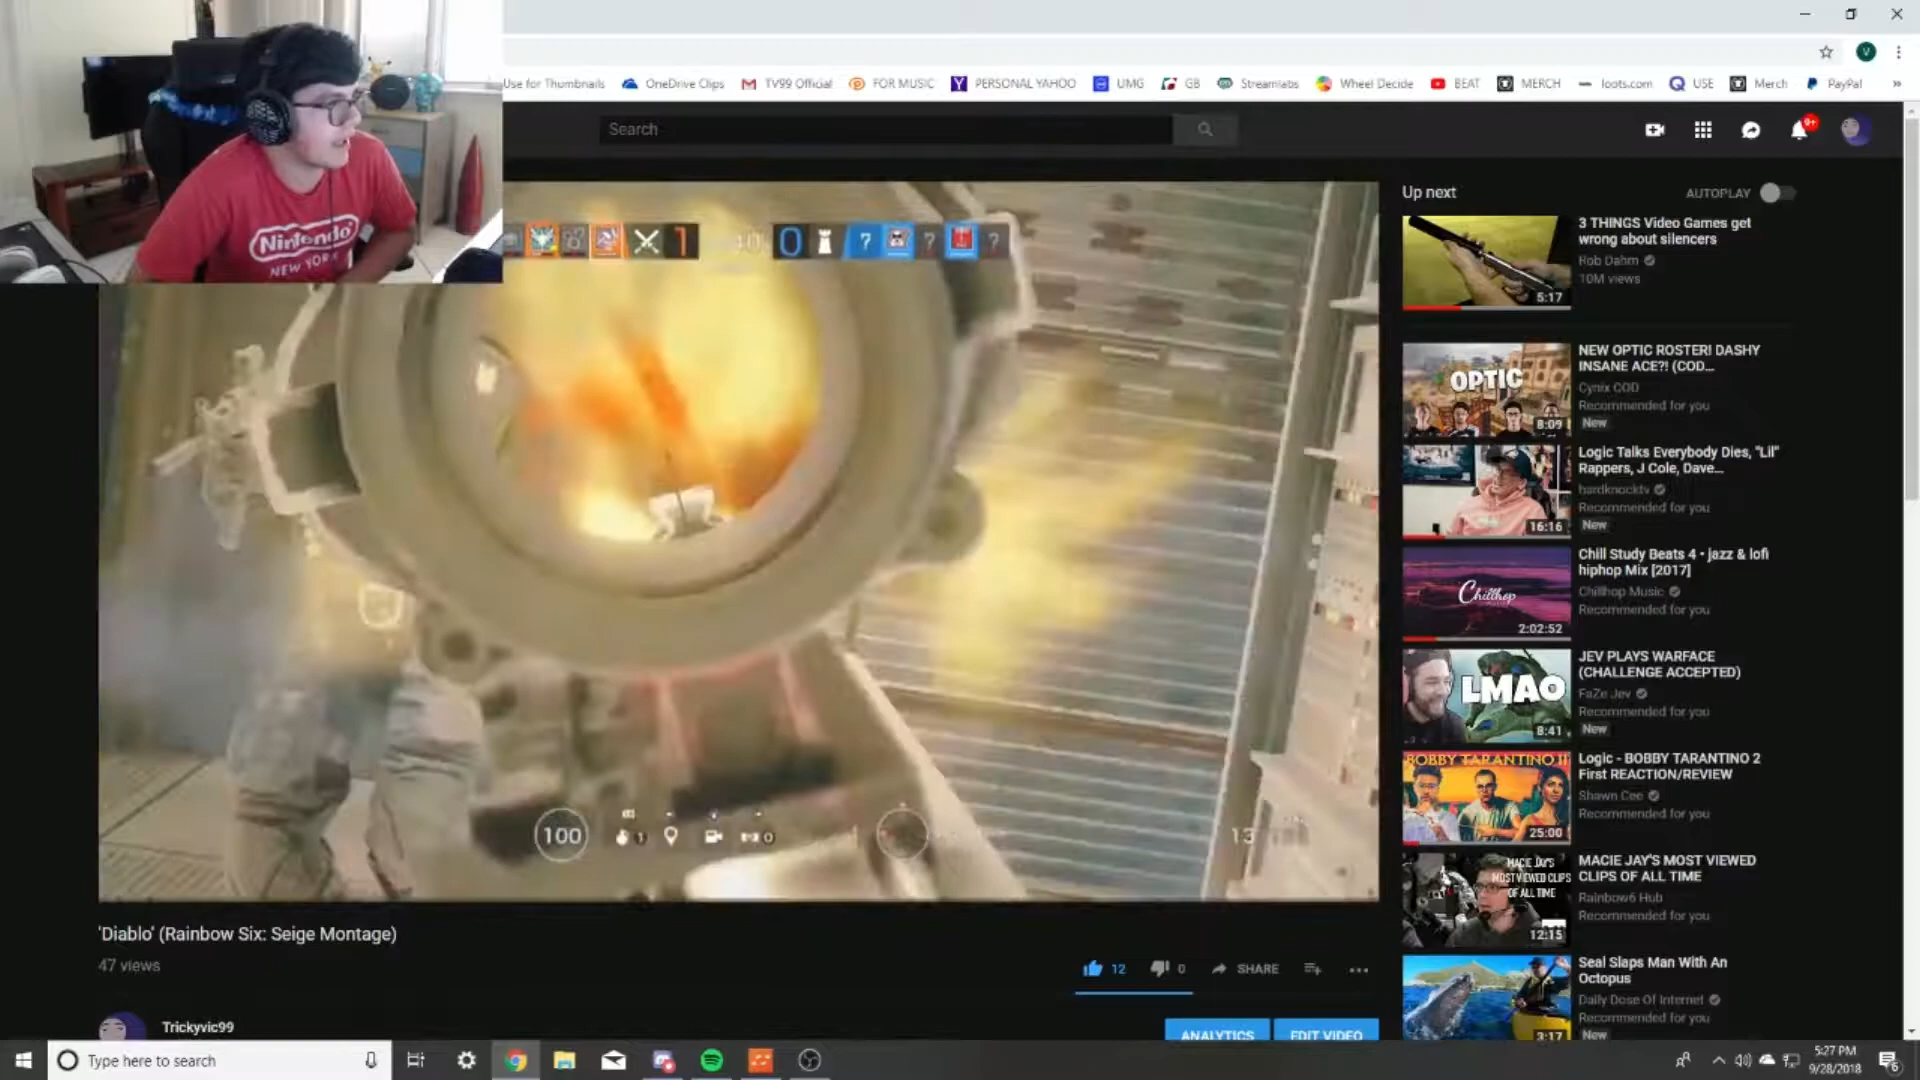 Use for Thumbnails
OneDrive Clips
TV99 Official
FOR MUSIC
PERSONAL YAHOO
UMG
GB
Streamlabs
Wheel Decide
BEAT
MERCH
loots.com
USE
Merch
PayPal
»
Search
9+
Nintendo
NEW YORK
1
0
?
?
?
100
1
0
13
Up next
AUTOPLAY
3 THINGS Video Games get
wrong about silencers
Rob Dahm
10M views
5:17
NEW OPTIC ROSTER! DASHY
INSANE ACE?! (COD...
Cynix COD
Recommended for you
New
OPTIC
8:09
Logic Talks Everybody Dies, "Lil"
Rappers, J Cole, Dave...
hardknocktv
Recommended for you
New
16:16
Chill Study Beats 4 • jazz & lofi
hiphop Mix [2017]
Chillhop Music
Recommended for you
Chillhop
2:02:52
JEV PLAYS WARFACE
(CHALLENGE ACCEPTED)
FaZe Jev
Recommended for you
New
LMAO
8:41
Logic - BOBBY TARANTINO 2
First REACTION/REVIEW
Shawn Cee
Recommended for you
BOBBY TARANTINO II
25:00
MACIE JAY'S MOST VIEWED
CLIPS OF ALL TIME
Rainbow6 Hub
Recommended for you
MACIE JAY'S
MOST VIEWED CLIPS
OF ALL TIME
12:15
Seal Slaps Man With An
Octopus
Daily Dose Of Internet
Recommended for you
New
3:17
'Diablo' (Rainbow Six: Seige Montage)
47 views
12
0
SHARE
Trickyvic99
ANALYTICS
EDIT VIDEO
Type here to search
5:27 PM
9/28/2018
6